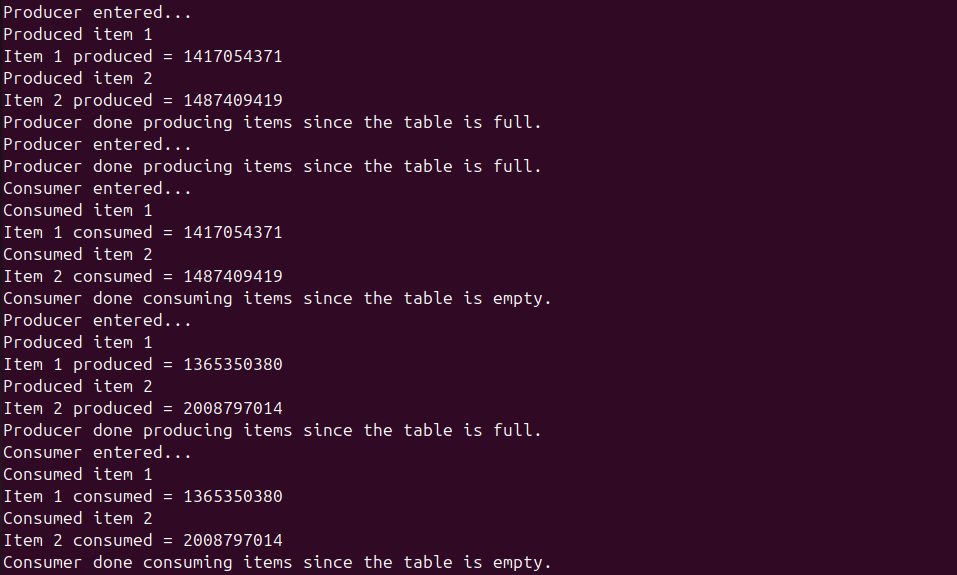 Producer entered...
Produced item 1
Item 1 produced = 1417054371
Produced item 2
Item 2 produced = 1487409419
Producer done producing items since the table is full.
Producer entered...
Producer done producing items since the table is full.
Consumer entered...
Consumed item 1
Item 1 consumed = 1417054371
Consumed item 2
Item 2 consumed = 1487409419
Consumer done consuming items since the table is empty.
Producer entered...
Produced item 1
Item 1 produced = 1365350380
Produced item 2
Item 2 produced = 2008797014
Producer done producing items since the table is full.
Consumer entered...
Consumed item 1
Item 1 consumed = 1365350380
Consumed item 2
Item 2 consumed = 2008797014
Consumer done consuming items since the table is empty.